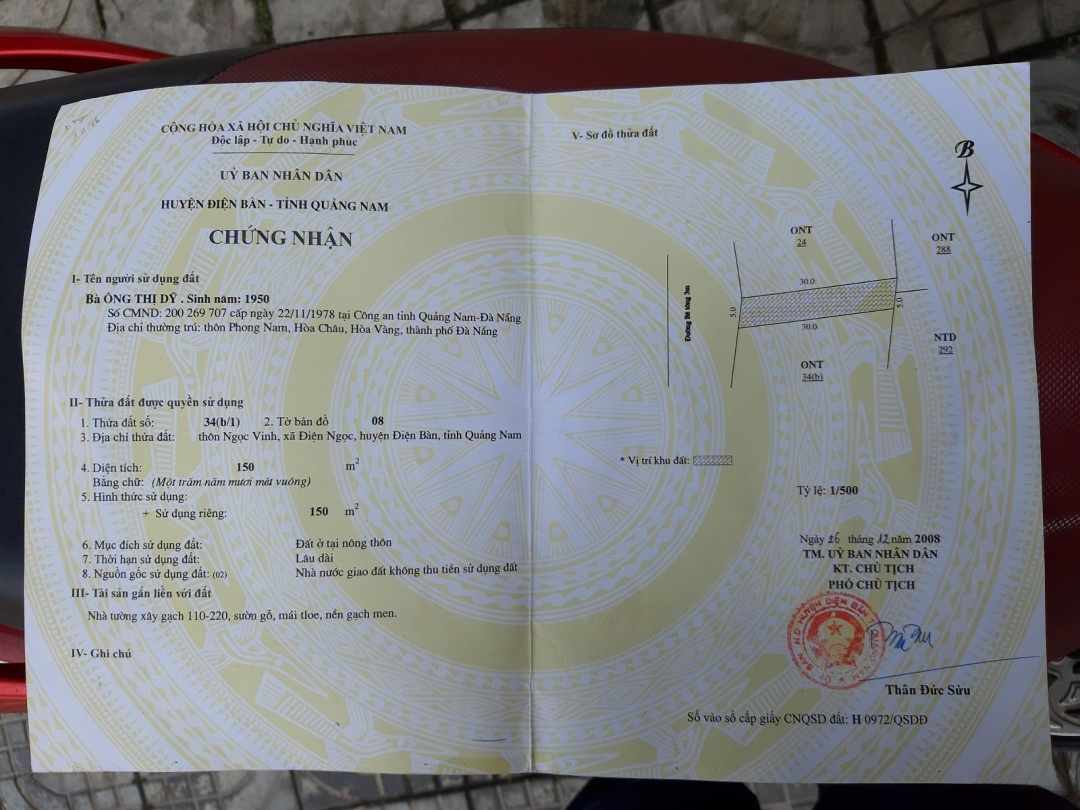 CỘNG HÒA XÃ HỘI CHỦ NGHĨA VIỆT NAM
Độc lập - Tự do - Hạnh phúc
UỶ BAN NHÂN DÂN
HUYỆN ĐIỆN BÀN - TỈNH QUẢNG NAM
CHỨNG NHẬN
I- Tên người sử dụng đất
Bà ÔNG THỊ DỸ . Sinh năm: 1950
Số CMND: 200 269 707 cấp ngày 22/11/1978 tại Công an tỉnh Quảng Nam-Đà Nẵng
Địa chỉ thường trú: thôn Phong Nam, Hòa Châu, Hòa Vàng, thành phố Đà Nẵng
II- Thửa đất được quyền sử dụng
1. Thửa đất số: 34(b/1) 2. Tờ bản đồ 08
3. Địa chỉ thửa đất: thôn Ngọc Vinh, xã Điện Ngọc, huyện Điện Bàn, tỉnh Quảng Nam
4. Diện tích: 150 m2
Bằng chữ: (Một trăm năm mươi mét vuông)
5. Hình thức sử dụng:
+ Sử dụng riêng: 150 m2
6. Mục đích sử dụng đất: Đất ở tại nông thôn
7. Thời hạn sử dụng đất: Lâu dài
8. Nguồn gốc sử dụng đất: (02) Nhà nước giao đất không thu tiền sử dụng đất
III- Tài sản gắn liền với đất
Nhà tường xây gạch 110-220, sườn gỗ, mái tloe, nền gạch men.
IV- Ghi chú
V- Sơ đồ thửa đất
B
ONT
24
ONT
288
30.0
5.0
5.0
30.0
Đường Bê tông 3m
NTD
292
ONT
34(b)
* Vị trí khu đất:
Tỷ lệ: 1/500
Ngày 26 tháng 12 năm 2008
TM. UỶ BAN NHÂN DÂN
KT. CHỦ TỊCH
PHÓ CHỦ TỊCH
Thân Đức Sửu
Số vào sổ cấp giấy CNQSD đất: H 0972/QSDĐ